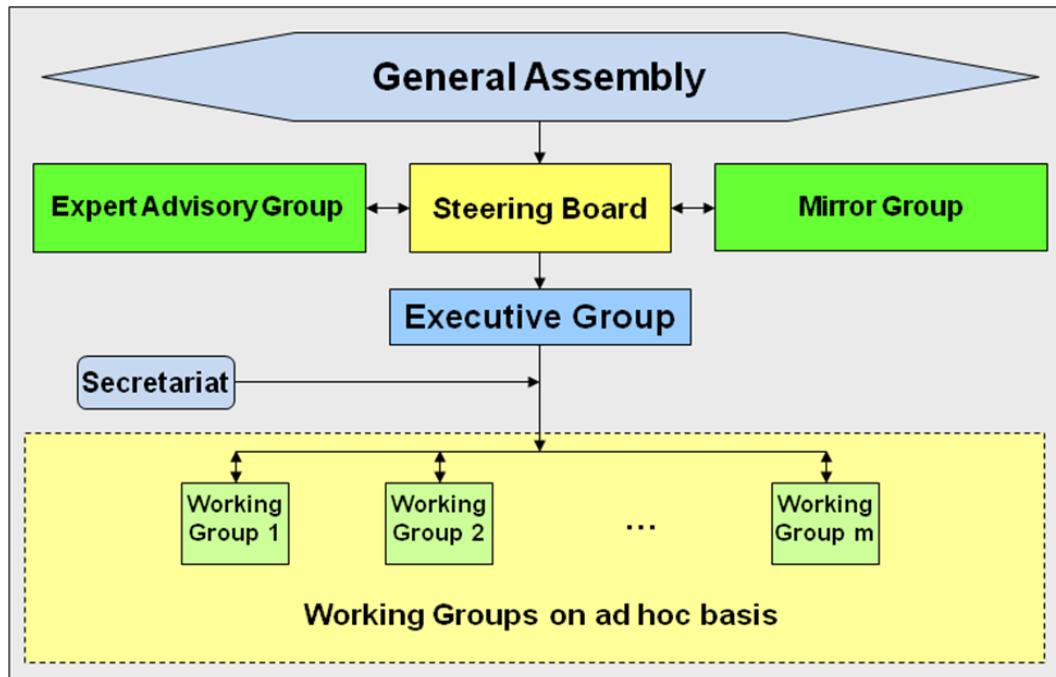 General Assembly
Expert Advisory Group
Steering Board
Mirror Group
Executive Group
Secretariat
Working
Group 1
Working
Group 2
...
Working
Group m
Working Groups on ad hoc basis